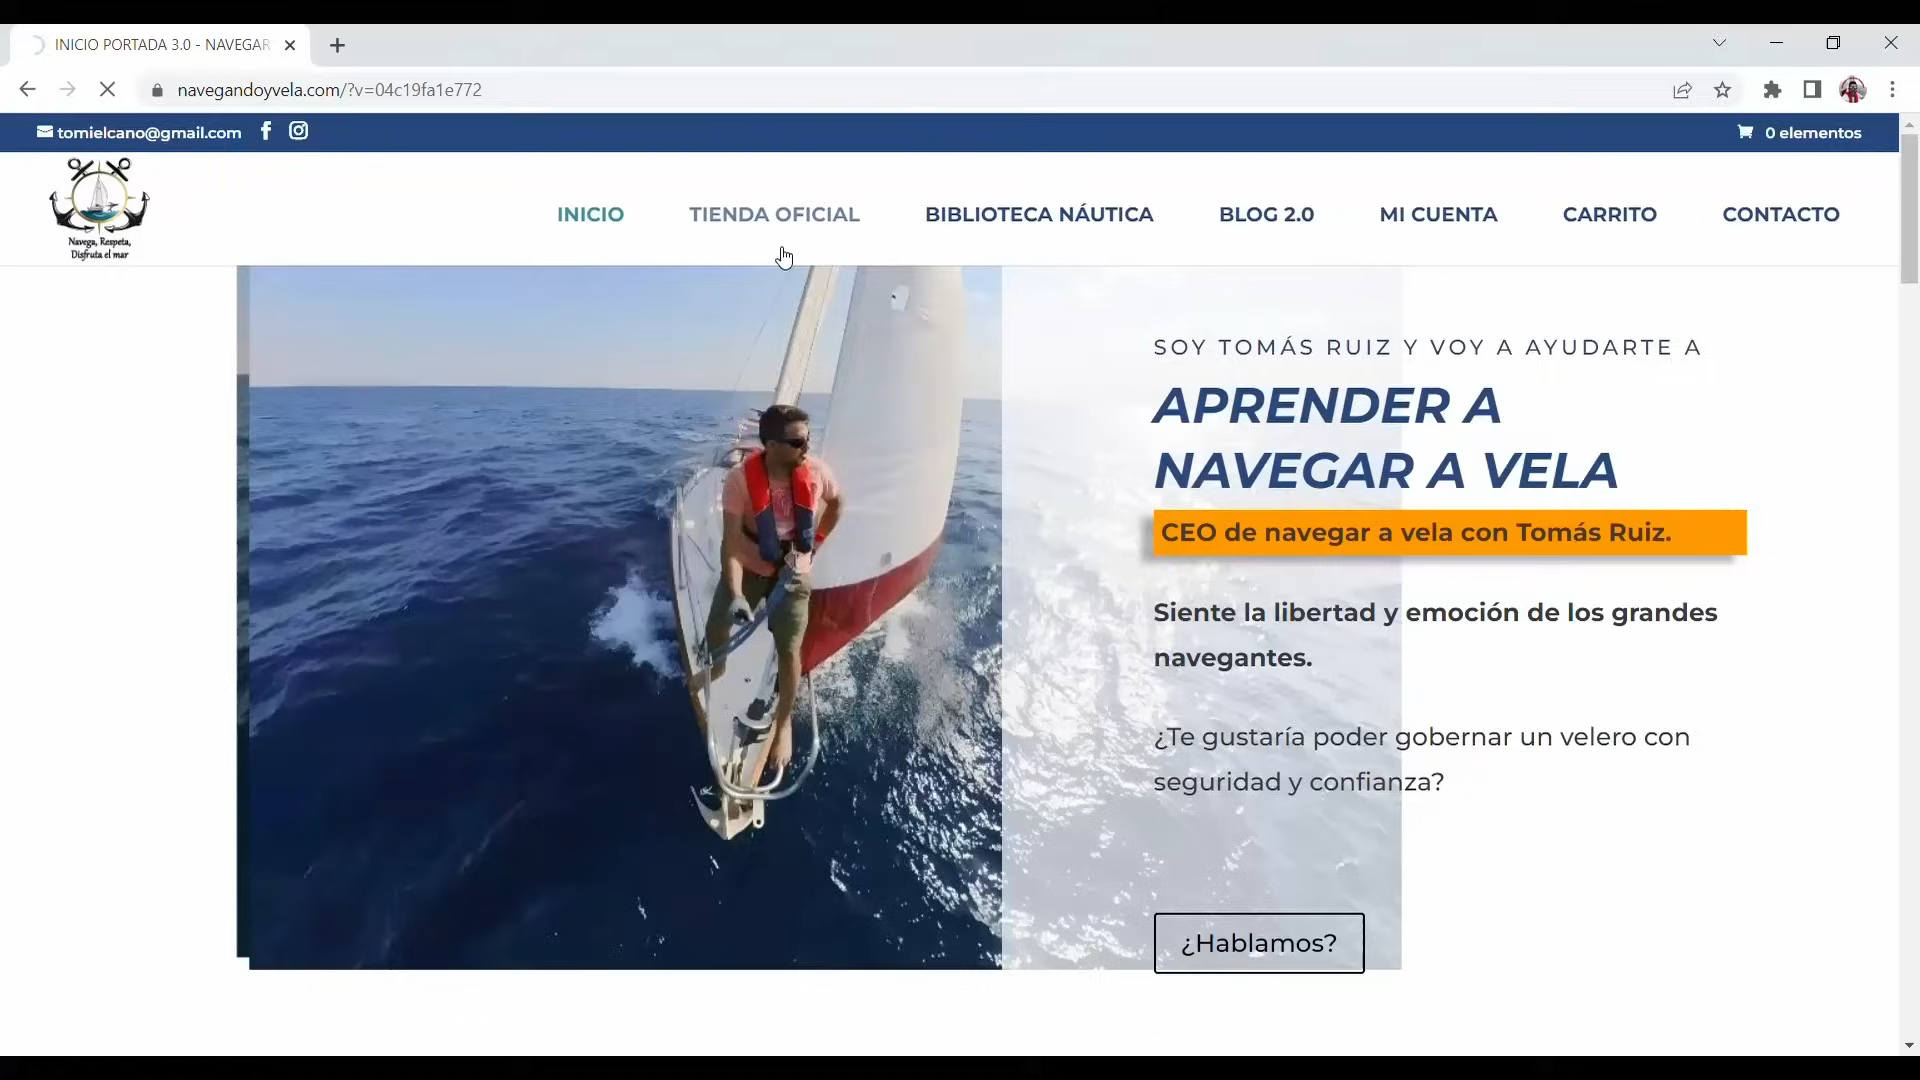 INICIO PORTADA 3.0 - NAVEGAR
navegandoyvela.com/?v=04c19fa1e772
tomielcano@gmail.com
0 elementos
Navega, Respeta,
Disfruta el mar
INICIO
TIENDA OFICIAL
BIBLIOTECA NÁUTICA
BLOG 2.0
MI CUENTA
CARRITO
CONTACTO
SOY TOMÁS RUIZ Y VOY A AYUDARTE A
APRENDER A
NAVEGAR A VELA
CEO de navegar a vela con Tomás Ruiz.
Siente la libertad y emoción de los grandes
navegantes.
¿Te gustaría poder gobernar un velero con
seguridad y confianza?
¿Hablamos?